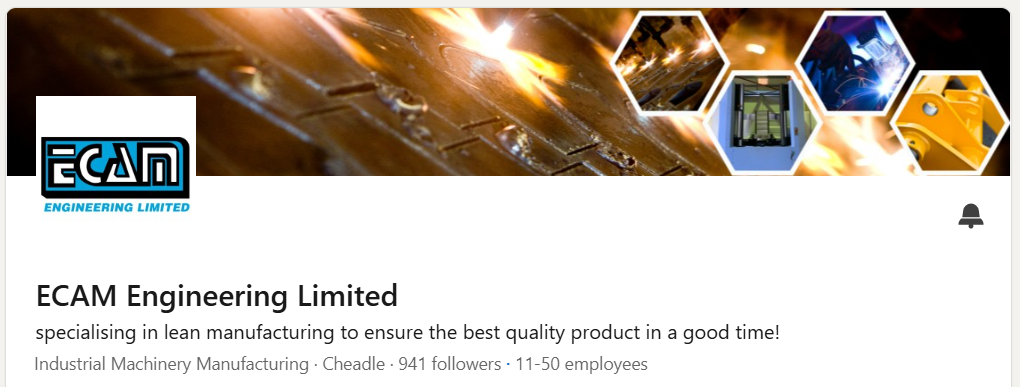 ECAM
ENGINEERING LIMITED
ECAM Engineering Limited
specialising in lean manufacturing to ensure the best quality product in a good time!
Industrial Machinery Manufacturing · Cheadle · 941 followers · 11-50 employees